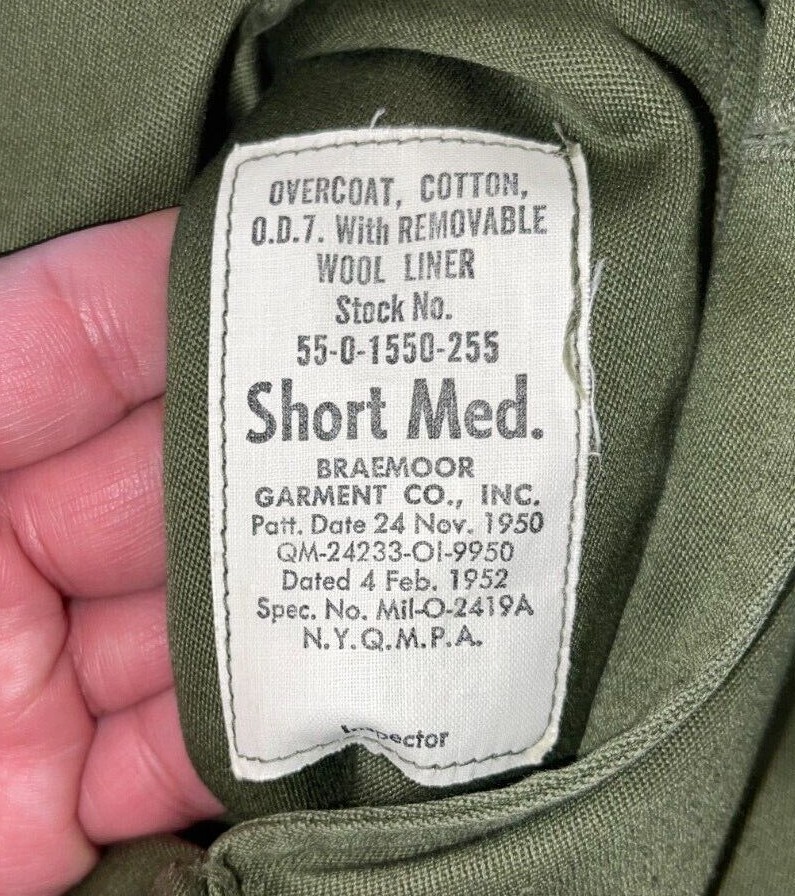 OVERCOAT, COTTON,
O.D.7. With REMOVABLE
WOOL LINER
Stock No.
55-0-1550-255
Short Med.
BRAEMOOR
GARMENT CO., INC.
Patt. Date 24 Nov. 1950
QM-24233-OI-9950
Dated 4 Feb. 1952
Spec. No. Mil-O-2419A
N.Y.Q.M.P.A.
Inspector